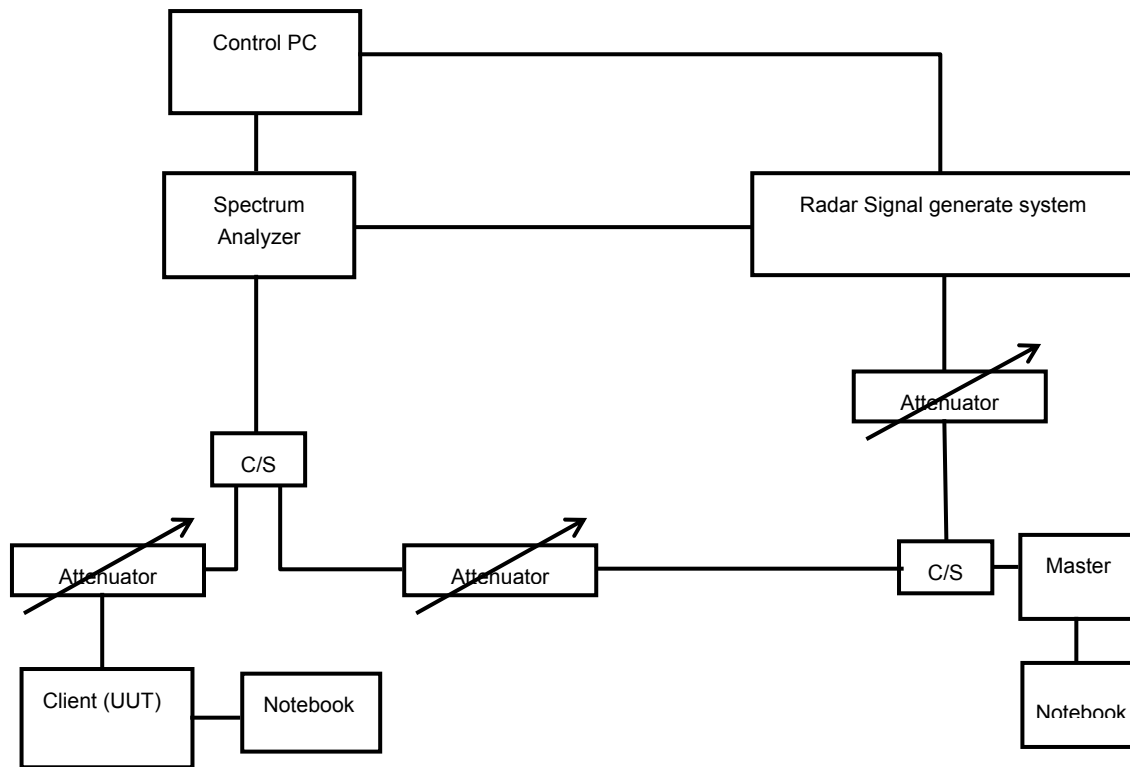 Control PC
Spectrum
Analyzer
Radar Signal generate system
Attenuator
C/S
Attenuator
Attenuator
C/S
Master
Client (UUT)
Notebook
Notebook